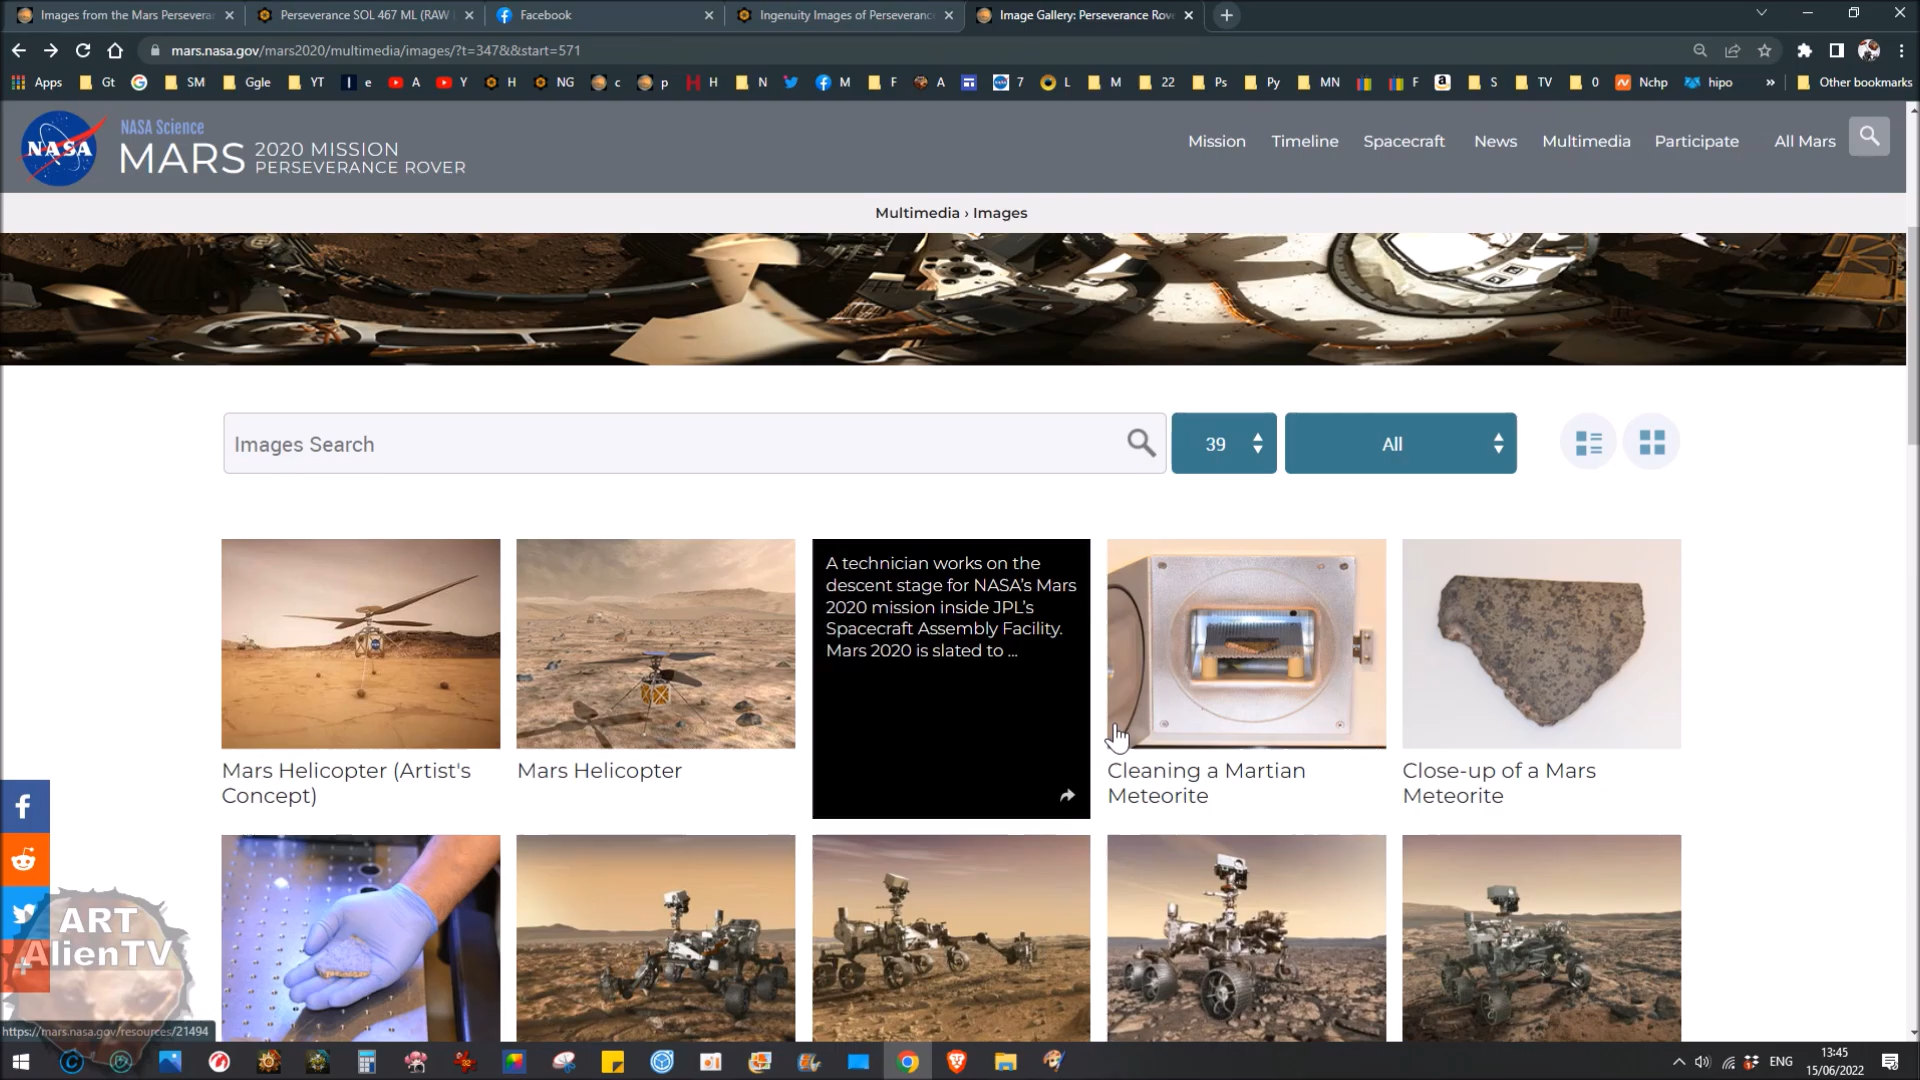 Images from the Mars Perseveran
Perseverance SOL 467 ML (RAW
Facebook
Ingenuity Images of Perseverance
Image Gallery: Perseverance Rov
mars.nasa.gov/mars2020/multimedia/images/?t=347&&start=571
Apps Gt SM Ggle YT e A Y H NG c p H H N M F A 7 L M 22 Ps Py MN F S TV 0 Nchp hipo » Other bookmarks
NASA
NASA Science
MARS 2020 MISSION
PERSEVERANCE ROVER
Mission Timeline Spacecraft News Multimedia Participate All Mars
Multimedia › Images
Images Search
39
All
A technician works on the
descent stage for NASA's Mars
2020 mission inside JPL's
Spacecraft Assembly Facility.
Mars 2020 is slated to ...
Mars Helicopter (Artist's
Concept)
Mars Helicopter
Cleaning a Martian
Meteorite
Close-up of a Mars
Meteorite
ART
AlienTV
https://mars.nasa.gov/resources/21494
ENG
13:45
15/06/2022